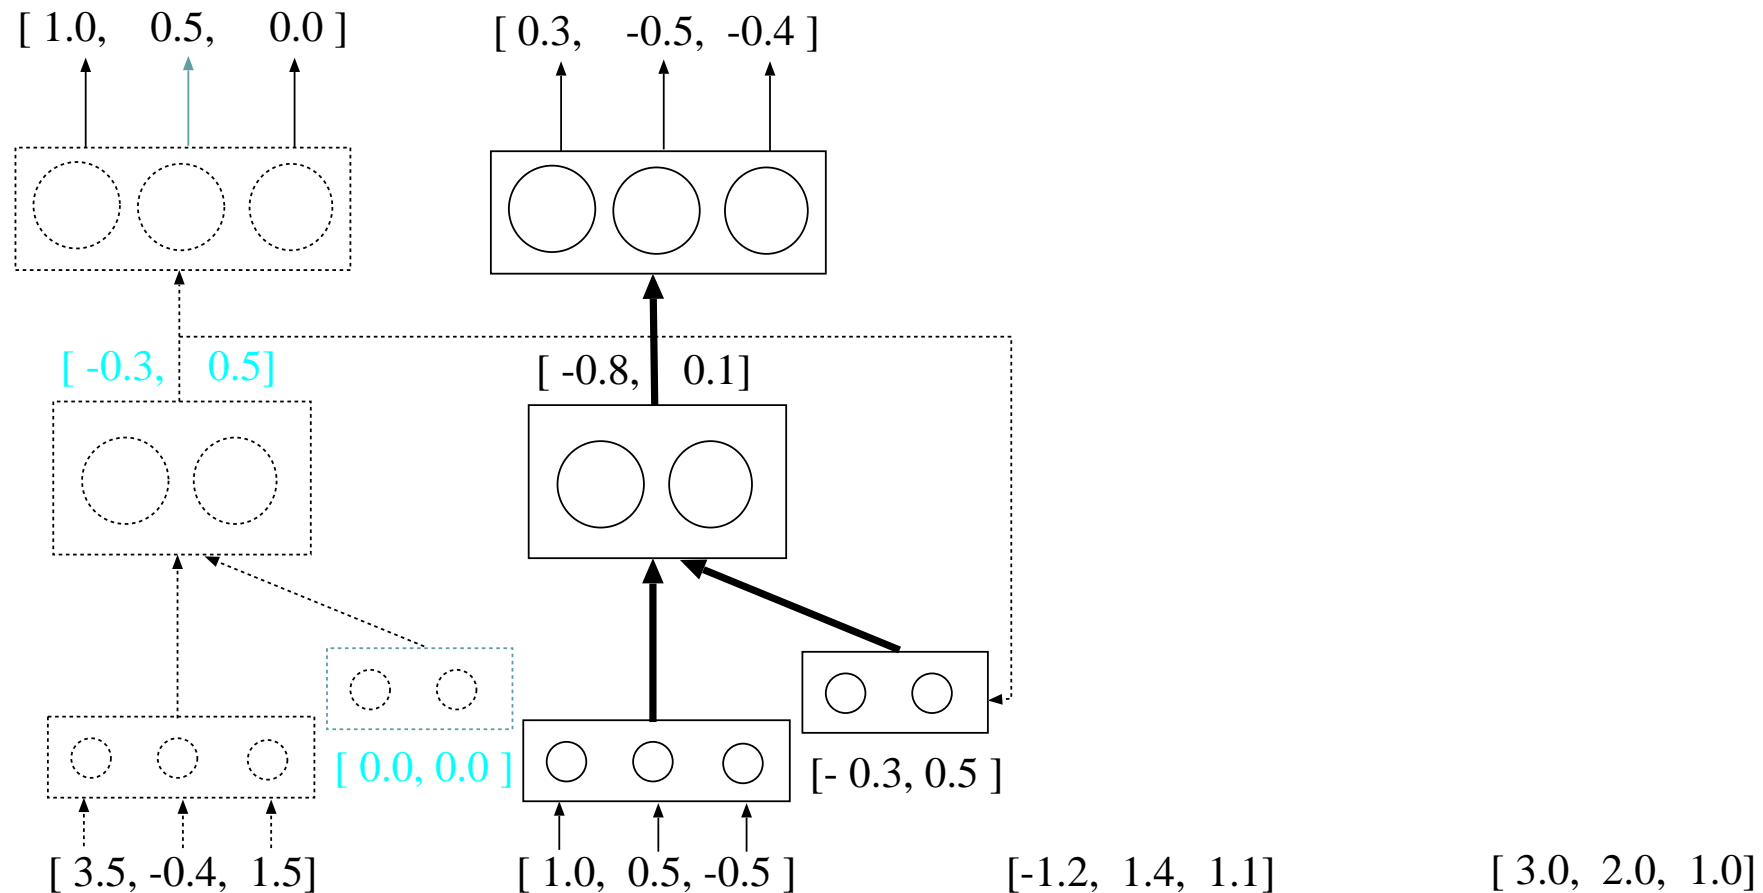 [ 1.0, 0.5, 0.0 ] [ 0.3, -0.5, -0.4 ]
[ -0.3, 0.5] [ -0.8, 0.1]
[ 0.0, 0.0 ] [- 0.3, 0.5 ]
[ 3.5, -0.4, 1.5] [ 1.0, 0.5, -0.5 ] [-1.2, 1.4, 1.1] [ 3.0, 2.0, 1.0]